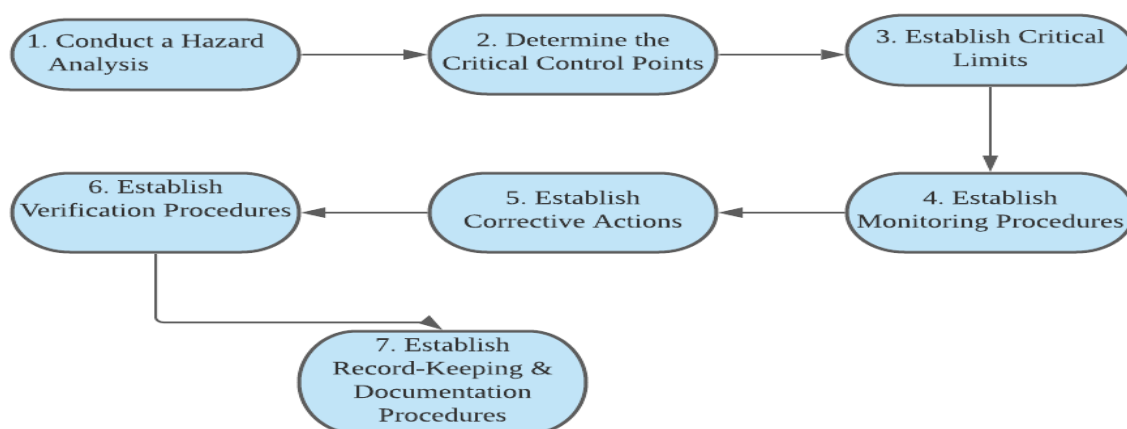 1. Conduct a Hazard
Analysis
2. Determine the
Critical Control Points
3. Establish Critical
Limits
4. Establish
Monitoring Procedures
5. Establish
Corrective Actions
6. Establish
Verification Procedures
7. Establish
Record-Keeping &
Documentation
Procedures